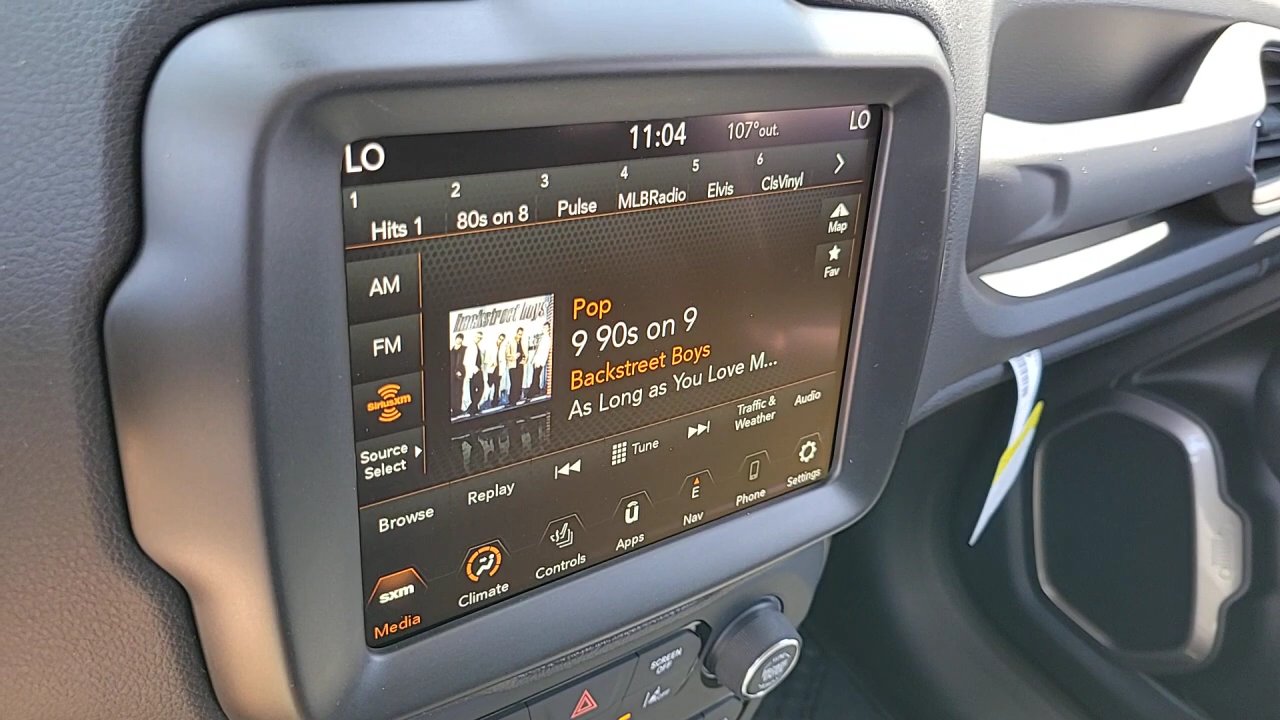 LO 11:04 107°out. LO
1 2 3 4 5 6
Hits 1 80s on 8 Pulse MLBRadio Elvis ClsVinyl
Map
Fav
AM
FM
SiriusXM
Source
Select
backstreet boys
Pop
9 90s on 9
Backstreet Boys
As Long as You Love M...
Browse Replay Tune Traffic &
Weather Audio
sxm
Media Climate Controls Apps E
Nav Phone Settings
SCREEN
OFF
OFF